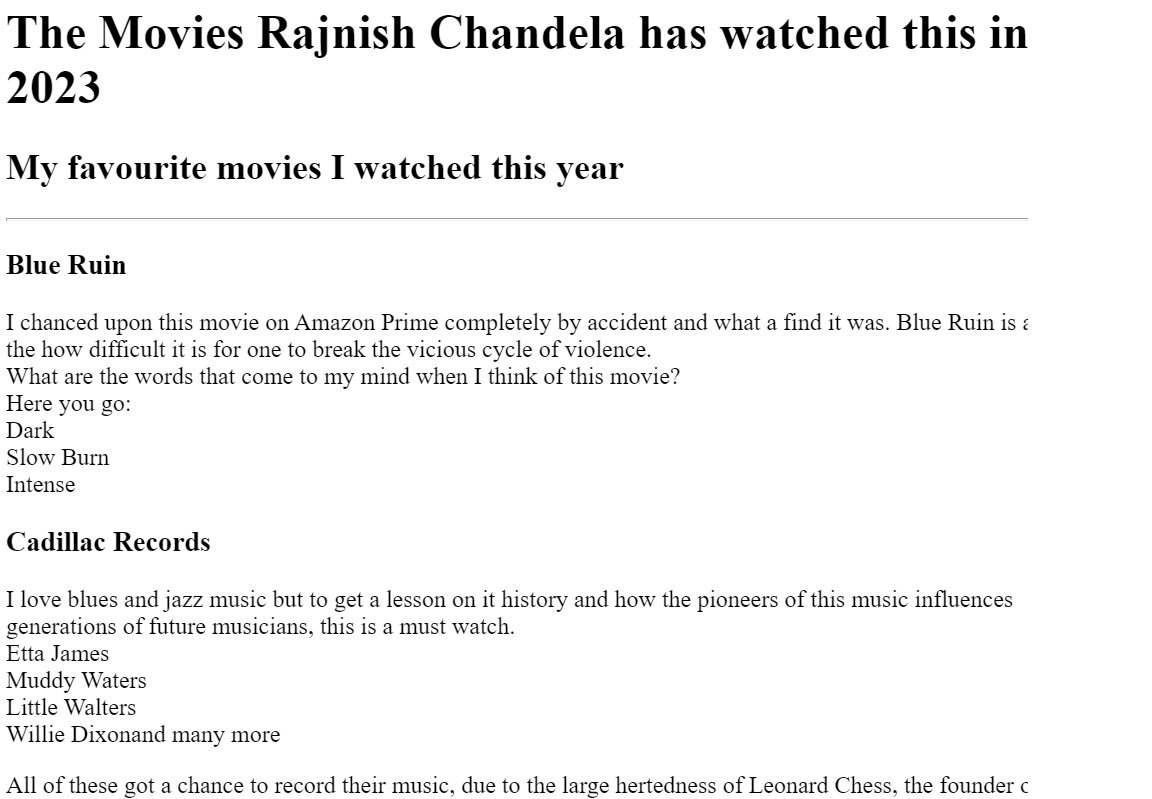 The Movies Rajnish Chandela has watched this in
2023
My favourite movies I watched this year
Blue Ruin
I chanced upon this movie on Amazon Prime completely by accident and what a find it was. Blue Ruin is
the how difficult it is for one to break the vicious cycle of violence.
What are the words that come to my mind when I think of this movie?
Here you go:
Dark
Slow Burn
Intense
Cadillac Records
I love blues and jazz music but to get a lesson on it history and how the pioneers of this music influences
generations of future musicians, this is a must watch.
Etta James
Muddy Waters
Little Walters
Willie Dixonand many more
All of these got a chance to record their music, due to the large hertedness of Leonard Chess, the founder